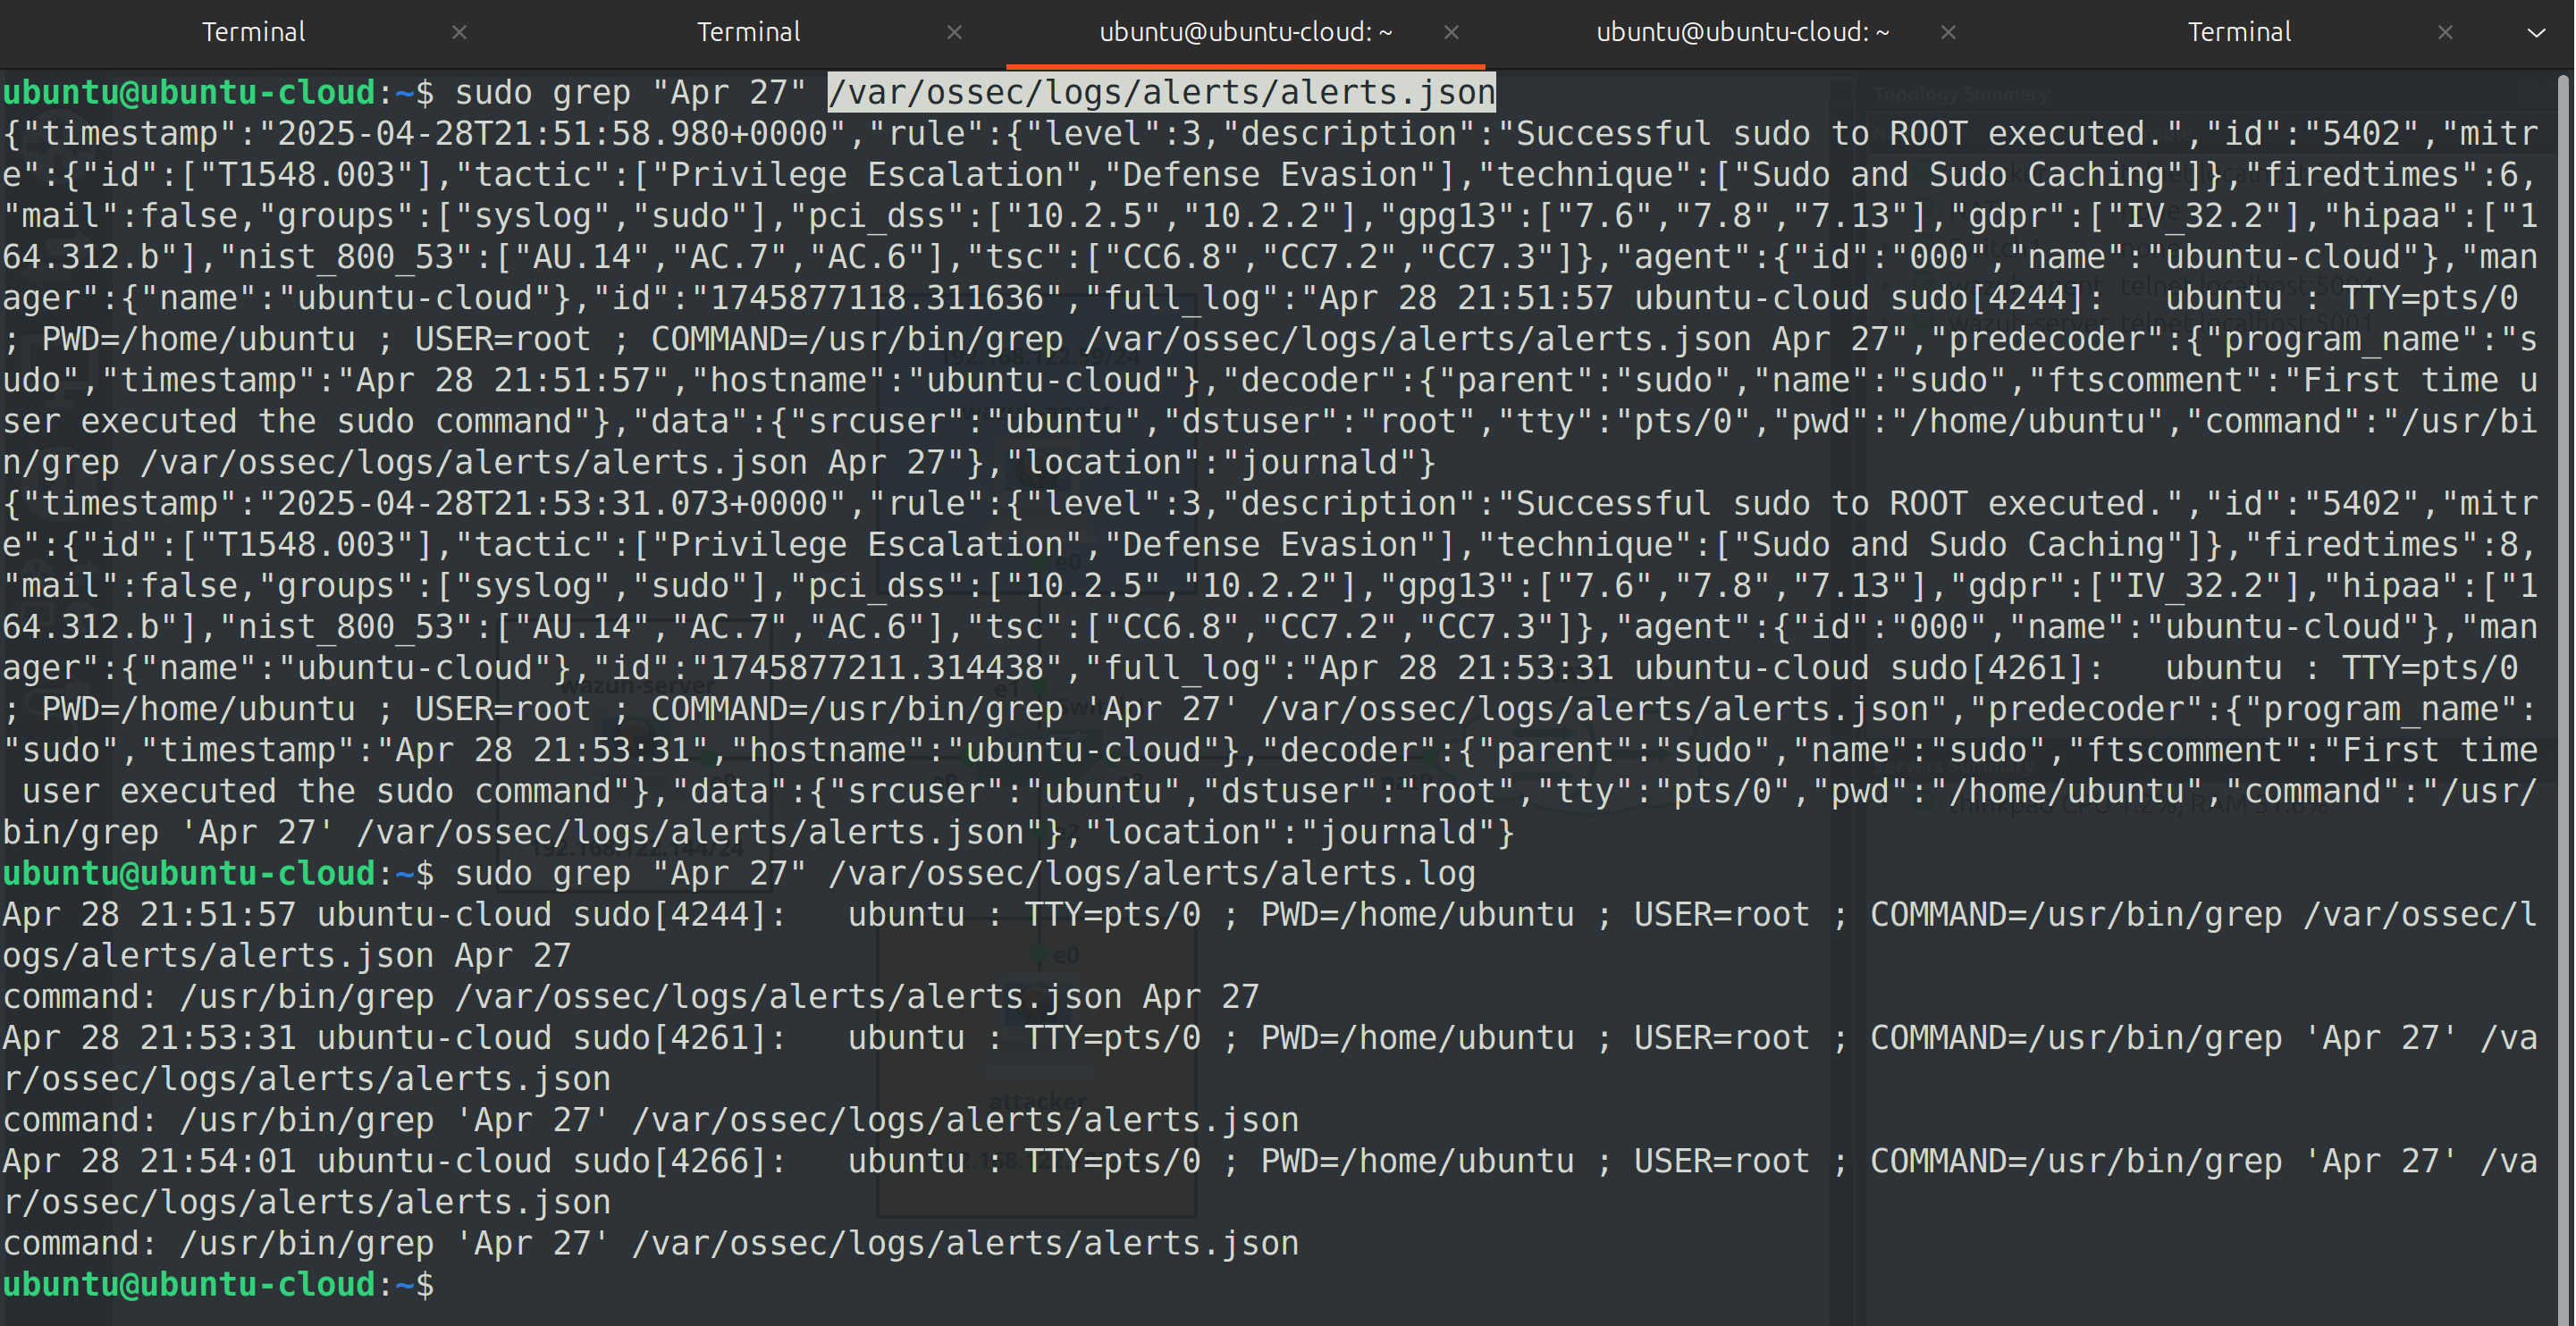 Terminal × Terminal × ubuntu@ubuntu-cloud: ~ × ubuntu@ubuntu-cloud: ~ × Terminal ×
ubuntu@ubuntu-cloud:~$ sudo grep "Apr 27" /var/ossec/logs/alerts/alerts.json
{"timestamp":"2025-04-28T21:51:58.980+0000","rule":{"level":3,"description":"Successful sudo to ROOT executed.","id":"5402","mitr
e":{"id":["T1548.003"],"tactic":["Privilege Escalation","Defense Evasion"],"technique":["Sudo and Sudo Caching"]},"firedtimes":6,
"mail":false,"groups":["syslog","sudo"],"pci_dss":["10.2.5","10.2.2"],"gpg13":["7.6","7.8","7.13"],"gdpr":["IV_32.2"],"hipaa":["1
64.312.b"],"nist_800_53":["AU.14","AC.7","AC.6"],"tsc":["CC6.8","CC7.2","CC7.3"]},"agent":{"id":"000","name":"ubuntu-cloud"},"man
ager":{"name":"ubuntu-cloud"},"id":"1745877118.311636","full_log":"Apr 28 21:51:57 ubuntu-cloud sudo[4244]:   ubuntu : TTY=pts/0 
; PWD=/home/ubuntu ; USER=root ; COMMAND=/usr/bin/grep /var/ossec/logs/alerts/alerts.json Apr 27","predecoder":{"program_name":"s
udo","timestamp":"Apr 28 21:51:57","hostname":"ubuntu-cloud"},"decoder":{"parent":"sudo","name":"sudo","ftscomment":"First time u
ser executed the sudo command"},"data":{"srcuser":"ubuntu","dstuser":"root","tty":"pts/0","pwd":"/home/ubuntu","command":"/usr/bi
n/grep /var/ossec/logs/alerts/alerts.json Apr 27"},"location":"journald"}
{"timestamp":"2025-04-28T21:53:31.073+0000","rule":{"level":3,"description":"Successful sudo to ROOT executed.","id":"5402","mitr
e":{"id":["T1548.003"],"tactic":["Privilege Escalation","Defense Evasion"],"technique":["Sudo and Sudo Caching"]},"firedtimes":8,
"mail":false,"groups":["syslog","sudo"],"pci_dss":["10.2.5","10.2.2"],"gpg13":["7.6","7.8","7.13"],"gdpr":["IV_32.2"],"hipaa":["1
64.312.b"],"nist_800_53":["AU.14","AC.7","AC.6"],"tsc":["CC6.8","CC7.2","CC7.3"]},"agent":{"id":"000","name":"ubuntu-cloud"},"man
ager":{"name":"ubuntu-cloud"},"id":"1745877211.314438","full_log":"Apr 28 21:53:31 ubuntu-cloud sudo[4261]:   ubuntu : TTY=pts/0 
; PWD=/home/ubuntu ; USER=root ; COMMAND=/usr/bin/grep 'Apr 27' /var/ossec/logs/alerts/alerts.json","predecoder":{"program_name":
"sudo","timestamp":"Apr 28 21:53:31","hostname":"ubuntu-cloud"},"decoder":{"parent":"sudo","name":"sudo","ftscomment":"First time
 user executed the sudo command"},"data":{"srcuser":"ubuntu","dstuser":"root","tty":"pts/0","pwd":"/home/ubuntu","command":"/usr/
bin/grep 'Apr 27' /var/ossec/logs/alerts/alerts.json"},"location":"journald"}
ubuntu@ubuntu-cloud:~$ sudo grep "Apr 27" /var/ossec/logs/alerts/alerts.log
Apr 28 21:51:57 ubuntu-cloud sudo[4244]:   ubuntu : TTY=pts/0 ; PWD=/home/ubuntu ; USER=root ; COMMAND=/usr/bin/grep /var/ossec/l
ogs/alerts/alerts.json Apr 27
command: /usr/bin/grep /var/ossec/logs/alerts/alerts.json Apr 27
Apr 28 21:53:31 ubuntu-cloud sudo[4261]:   ubuntu : TTY=pts/0 ; PWD=/home/ubuntu ; USER=root ; COMMAND=/usr/bin/grep 'Apr 27' /va
r/ossec/logs/alerts/alerts.json
command: /usr/bin/grep 'Apr 27' /var/ossec/logs/alerts/alerts.json
Apr 28 21:54:01 ubuntu-cloud sudo[4266]:   ubuntu : TTY=pts/0 ; PWD=/home/ubuntu ; USER=root ; COMMAND=/usr/bin/grep 'Apr 27' /va
r/ossec/logs/alerts/alerts.json
command: /usr/bin/grep 'Apr 27' /var/ossec/logs/alerts/alerts.json
ubuntu@ubuntu-cloud:~$